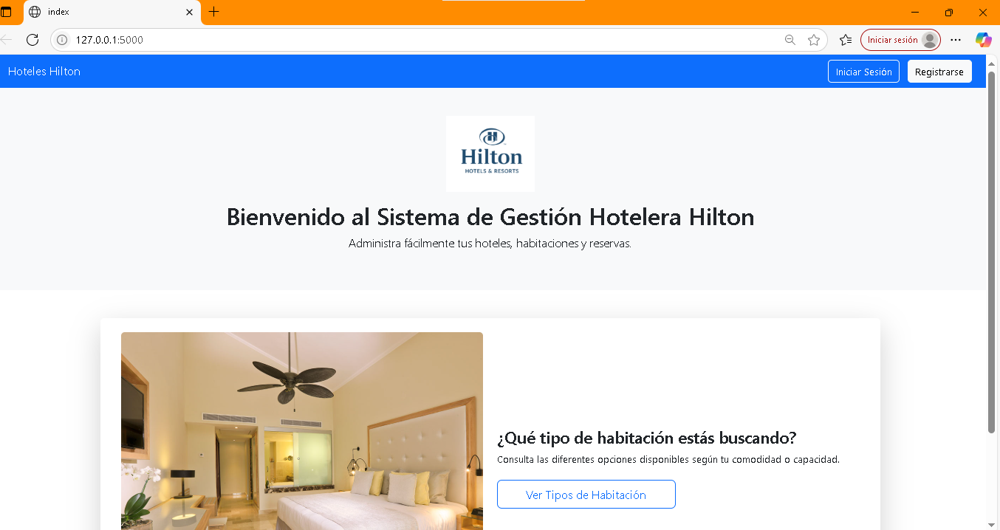 index
127.0.0.1:5000
Iniciar sesión
Hoteles Hilton
Iniciar Sesión
Registrarse
Hilton
HOTELS & RESORTS
Bienvenido al Sistema de Gestión Hotelera Hilton
Administra fácilmente tus hoteles, habitaciones y reservas.
¿Qué tipo de habitación estás buscando?
Consulta las diferentes opciones disponibles según tu comodidad o capacidad.
Ver Tipos de Habitación